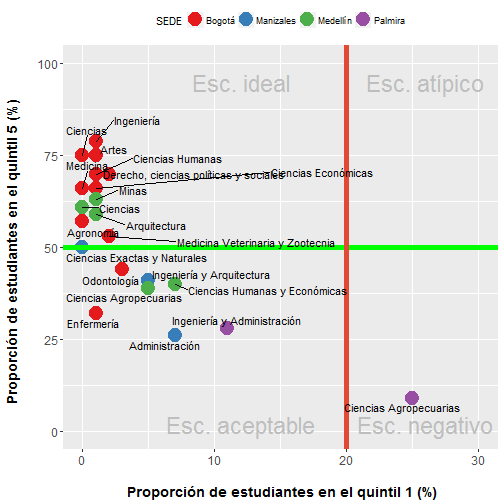 SEDE Bogotá Manizales Medellín Palmira
Esc. ideal
Esc. atípico
Ingeniería
Ciencias
Artes
Ciencias Humanas
Medicina
Derecho, ciencias políticas y sociales
Ciencias Económicas
Minas
Ciencias
Arquitectura
Agronomía
Medicina Veterinaria y Zootecnia
Ciencias Exactas y Naturales
Ingeniería y Arquitectura
Odontología
Ciencias Humanas y Económicas
Ciencias Agropecuarias
Enfermería
Ingeniería y Administración
Administración
Ciencias Agropecuarias
Esc. aceptable
Esc. negativo
100
75
50
25
0
0 10 20 30
Proporción de estudiantes en el quintil 5 (%)
Proporción de estudiantes en el quintil 1 (%)